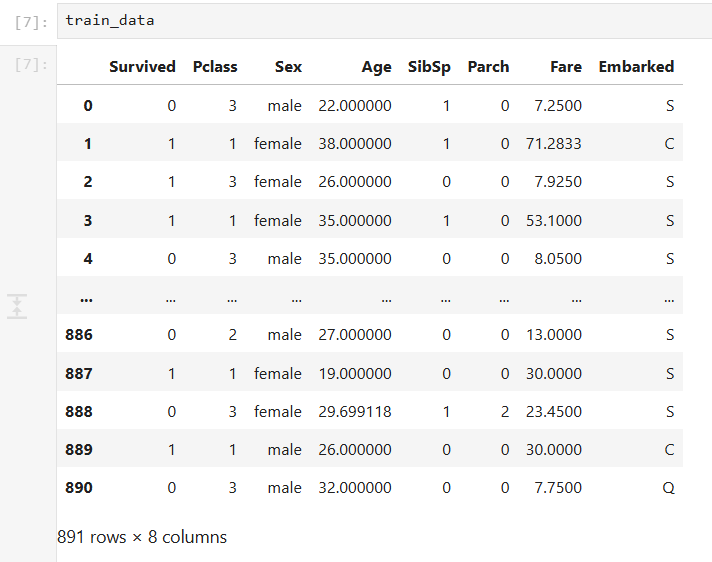 [7]: train_data
[7]:
Survived Pclass Sex Age SibSp Parch Fare Embarked
0 0 3 male 22.000000 1 0 7.2500 S
1 1 1 female 38.000000 1 0 71.2833 C
2 1 3 female 26.000000 0 0 7.9250 S
3 1 1 female 35.000000 1 0 53.1000 S
4 0 3 male 35.000000 0 0 8.0500 S
... ... ... ... ... ... ... ... ...
886 0 2 male 27.000000 0 0 13.0000 S
887 1 1 female 19.000000 0 0 30.0000 S
888 0 3 female 29.699118 1 2 23.4500 S
889 1 1 male 26.000000 0 0 30.0000 C
890 0 3 male 32.000000 0 0 7.7500 Q
891 rows × 8 columns